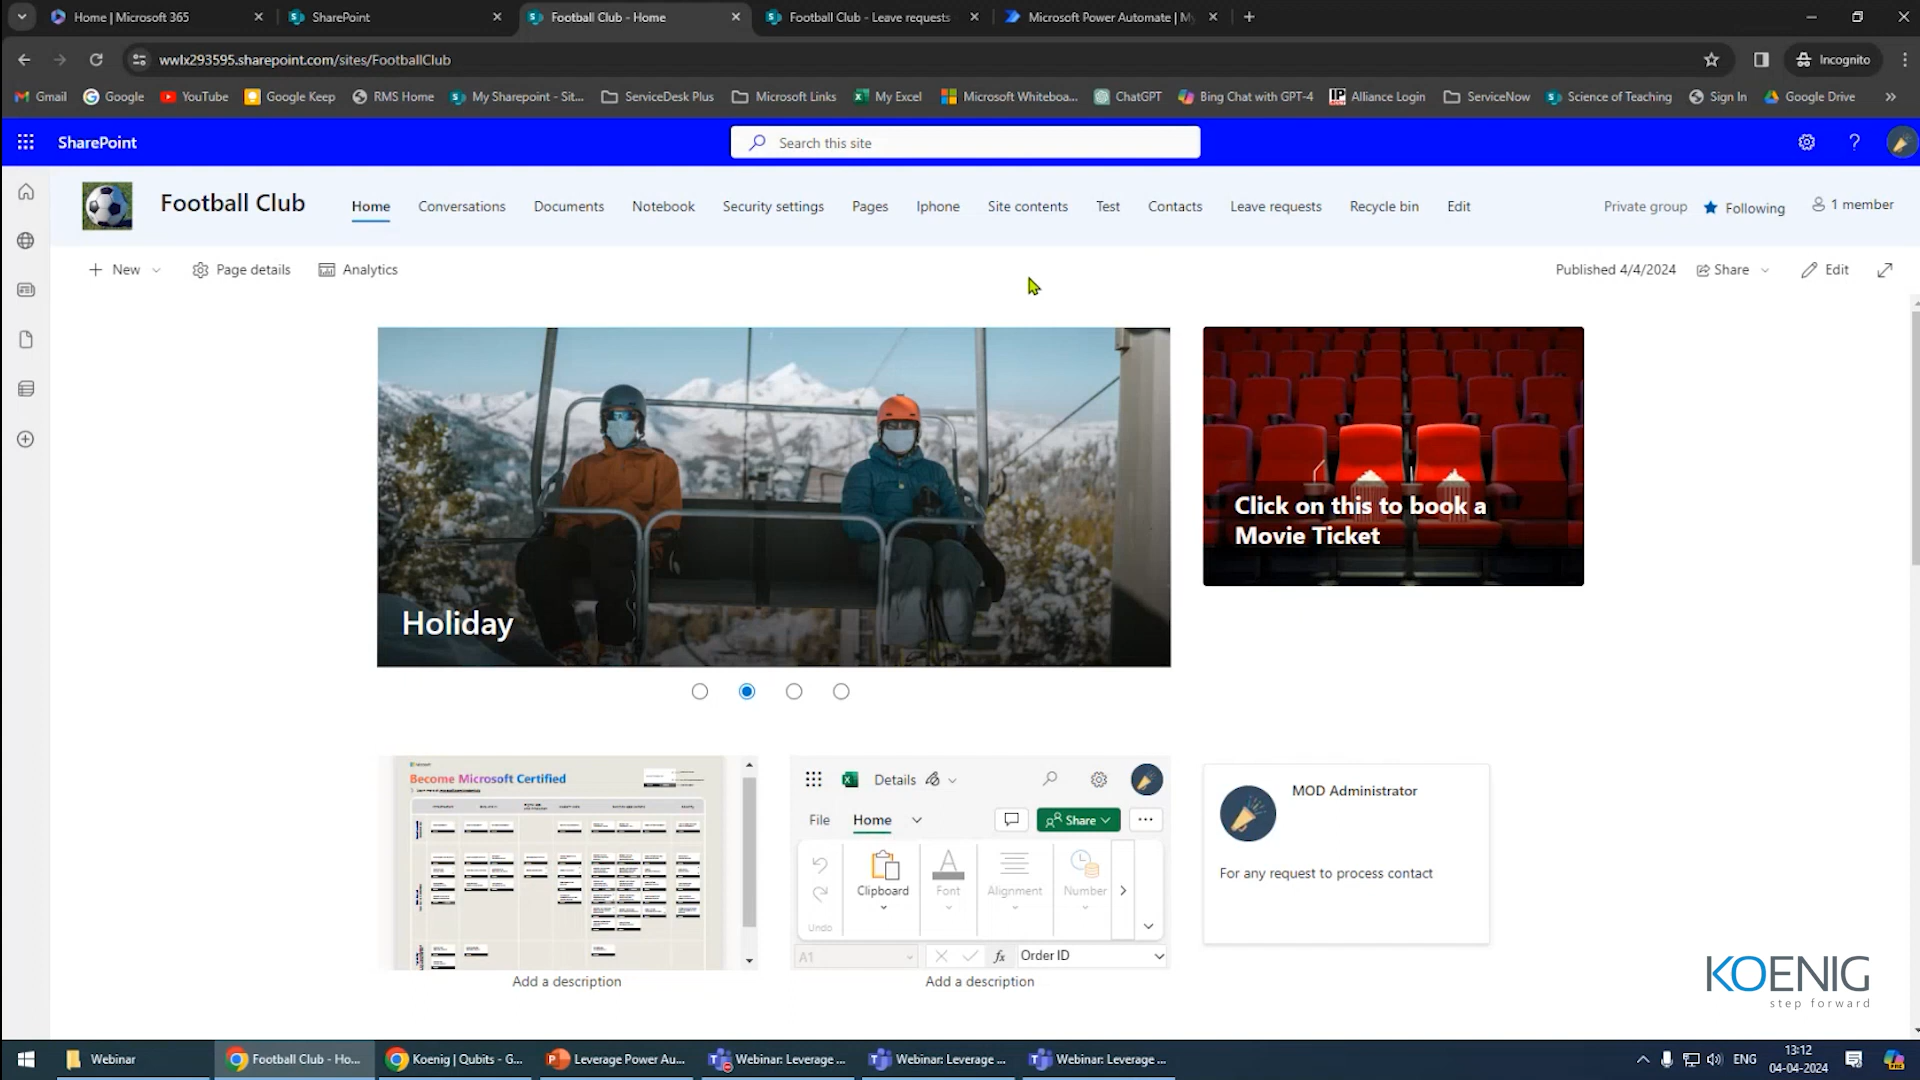 Home | Microsoft 365
SharePoint
Football Club - Home
Football Club - Leave requests
Microsoft Power Automate | My
wwlx293595.sharepoint.com/sites/FootballClub
Incognito
Gmail
Google
YouTube
Google Keep
RMS Home
My Sharepoint - Sit...
ServiceDesk Plus
Microsoft Links
My Excel
Microsoft Whiteboa...
ChatGPT
Bing Chat with GPT-4
Alliance Login
ServiceNow
Science of Teaching
Sign In
Google Drive
SharePoint
Search this site
Football Club
Home
Conversations
Documents
Notebook
Security settings
Pages
Iphone
Site contents
Test
Contacts
Leave requests
Recycle bin
Edit
Private group
Following
1 member
New
Page details
Analytics
Published 4/4/2024
Share
Edit
Holiday
Click on this to book a
Movie Ticket
Become Microsoft Certified
Add a description
Details
File
Home
Share
Undo
Clipboard
Font
Alignment
Number
A1
fx
Order ID
Add a description
MOD Administrator
For any request to process contact
KOENIG
step forward
Webinar
Football Club - Ho...
Koenig | Qubits - G...
Leverage Power Au...
Webinar: Leverage ...
Webinar: Leverage ...
Webinar: Leverage ...
ENG
13:12
04-04-2024